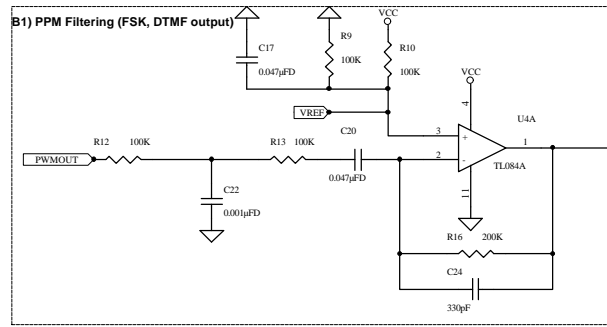 B1) PPM Filtering (FSK, DTMF output)
VCC
C17
0.047µFD
R9
100K
R10
100K
VCC
VREF
4
U4A
R12 100K
R13 100K
C20
0.047µFD
3
+
2
-
1
TL084A
PWMOUT
C22
0.001µFD
11
R16 200K
C24
330pF